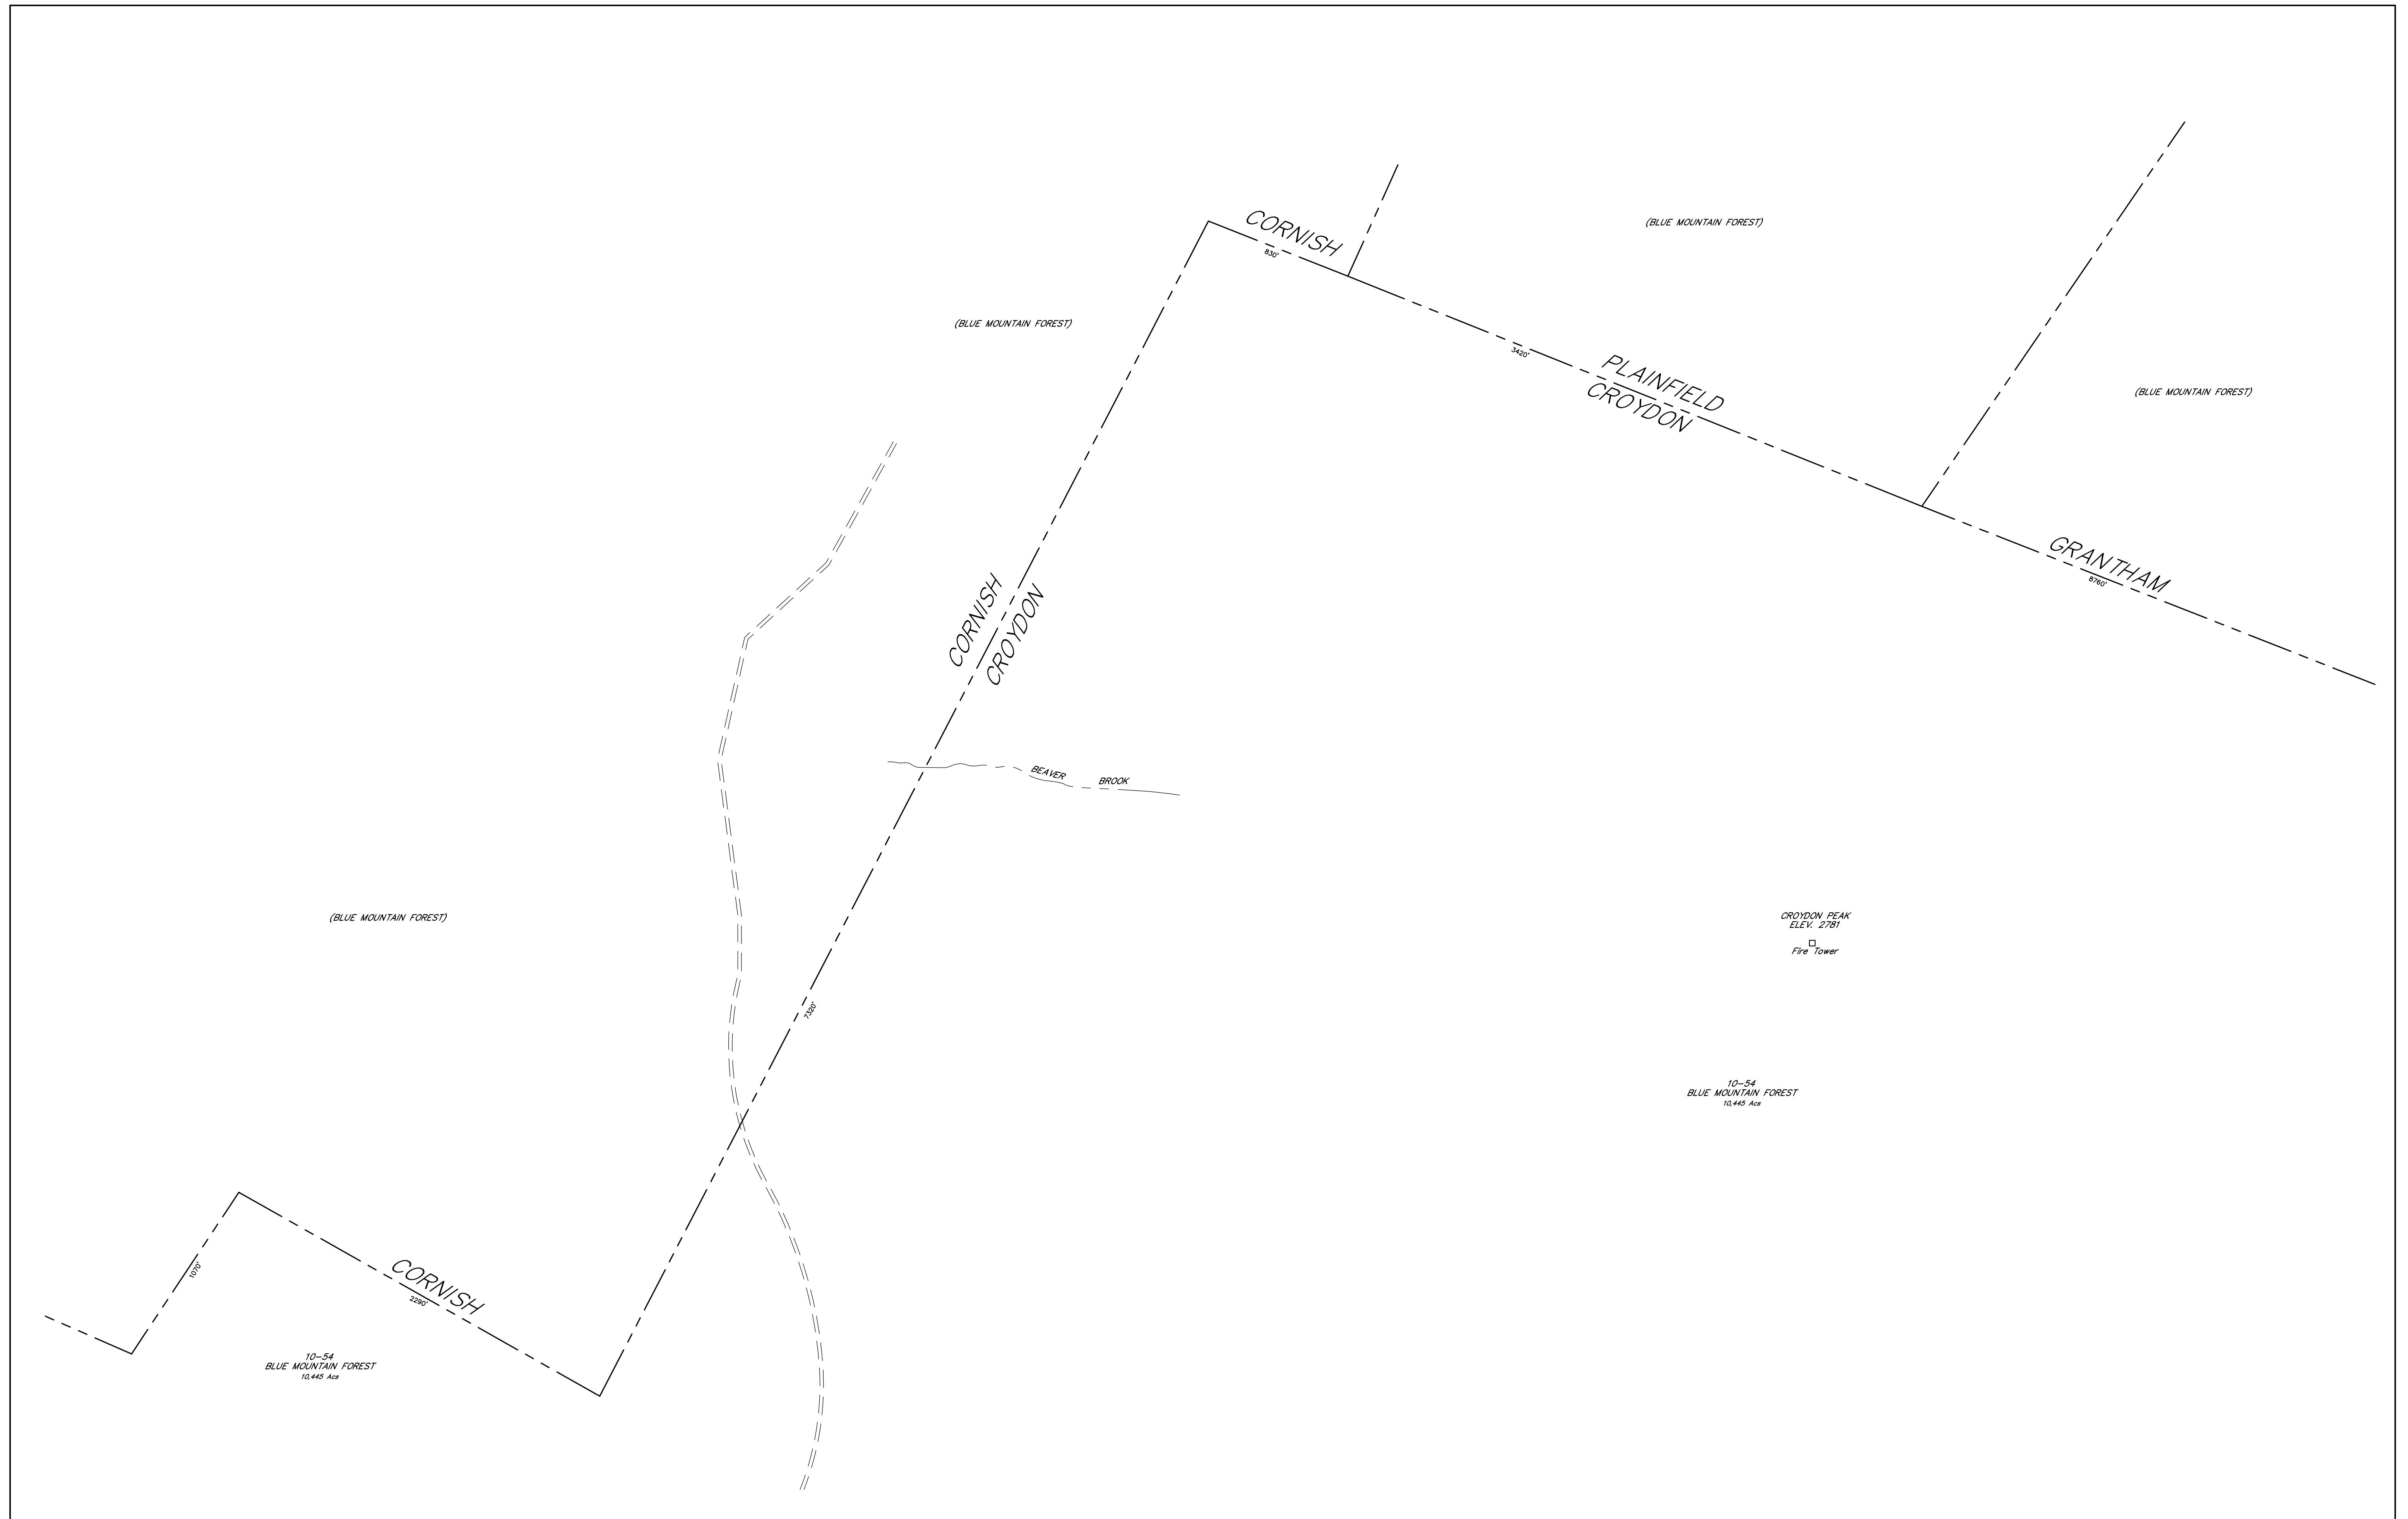 CORNISH
830'
(BLUE MOUNTAIN FOREST)
(BLUE MOUNTAIN FOREST)
3420'
PLAINFIELD
CROYDON
(BLUE MOUNTAIN FOREST)
GRANTHAM
8760'
CORNISH
CROYDON
BEAVER BROOK
(BLUE MOUNTAIN FOREST)
CROYDON PEAK
ELEV. 2781
Fire Tower
7320'
10-54
BLUE MOUNTAIN FOREST
10,445 Acs
1070'
CORNISH
2290'
10-54
BLUE MOUNTAIN FOREST
10,445 Acs